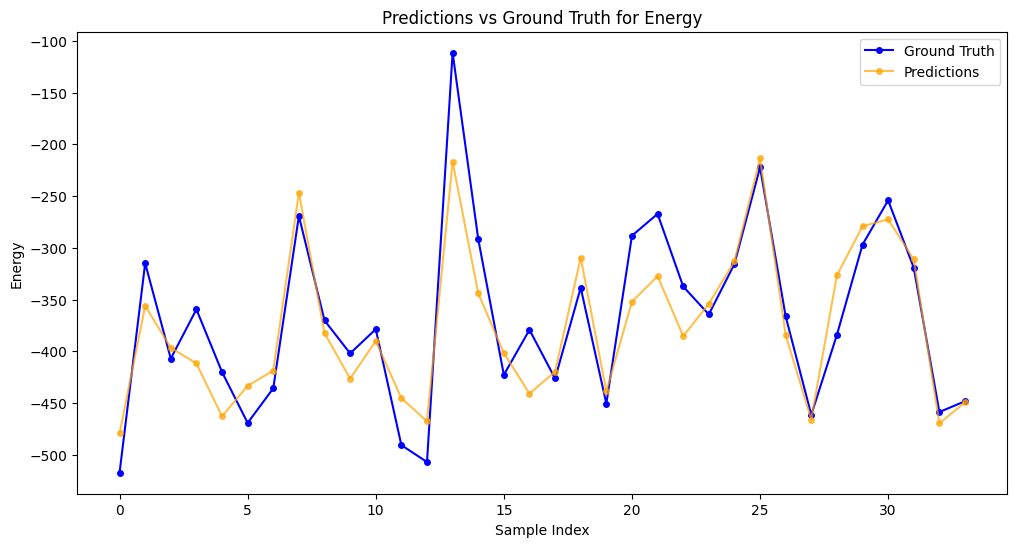 Predictions vs Ground Truth for Energy
Ground Truth
Predictions
−100
−150
−200
−250
−300
−350
−400
−450
−500
Energy
0 5 10 15 20 25 30
Sample Index